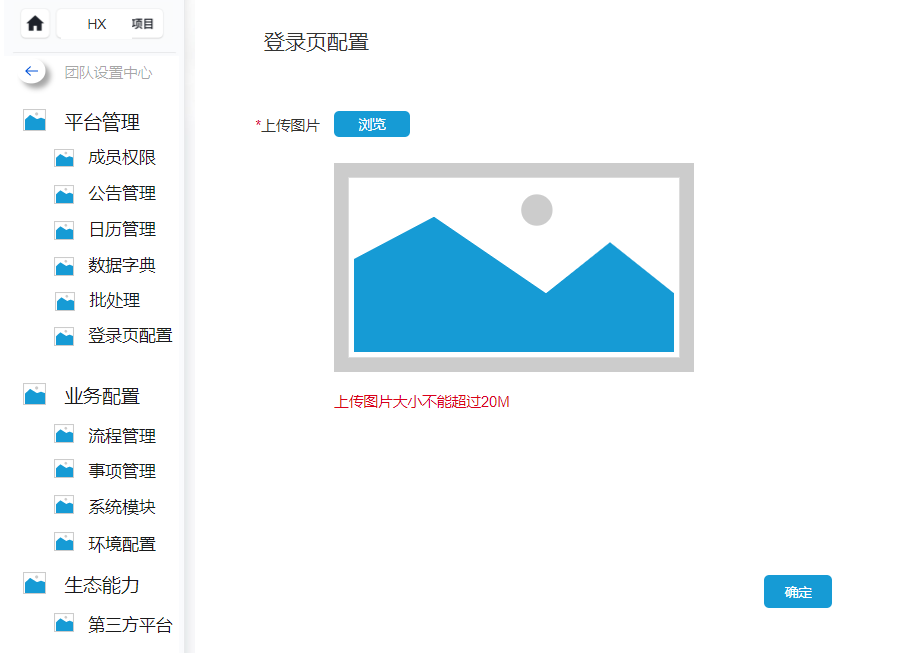 HX 项目
团队设置中心
平台管理
成员权限
公告管理
日历管理
数据字典
批处理
登录页配置
业务配置
流程管理
事项管理
系统模块
环境配置
生态能力
第三方平台
登录页配置
*上传图片 浏览
上传图片大小不能超过20M
确定